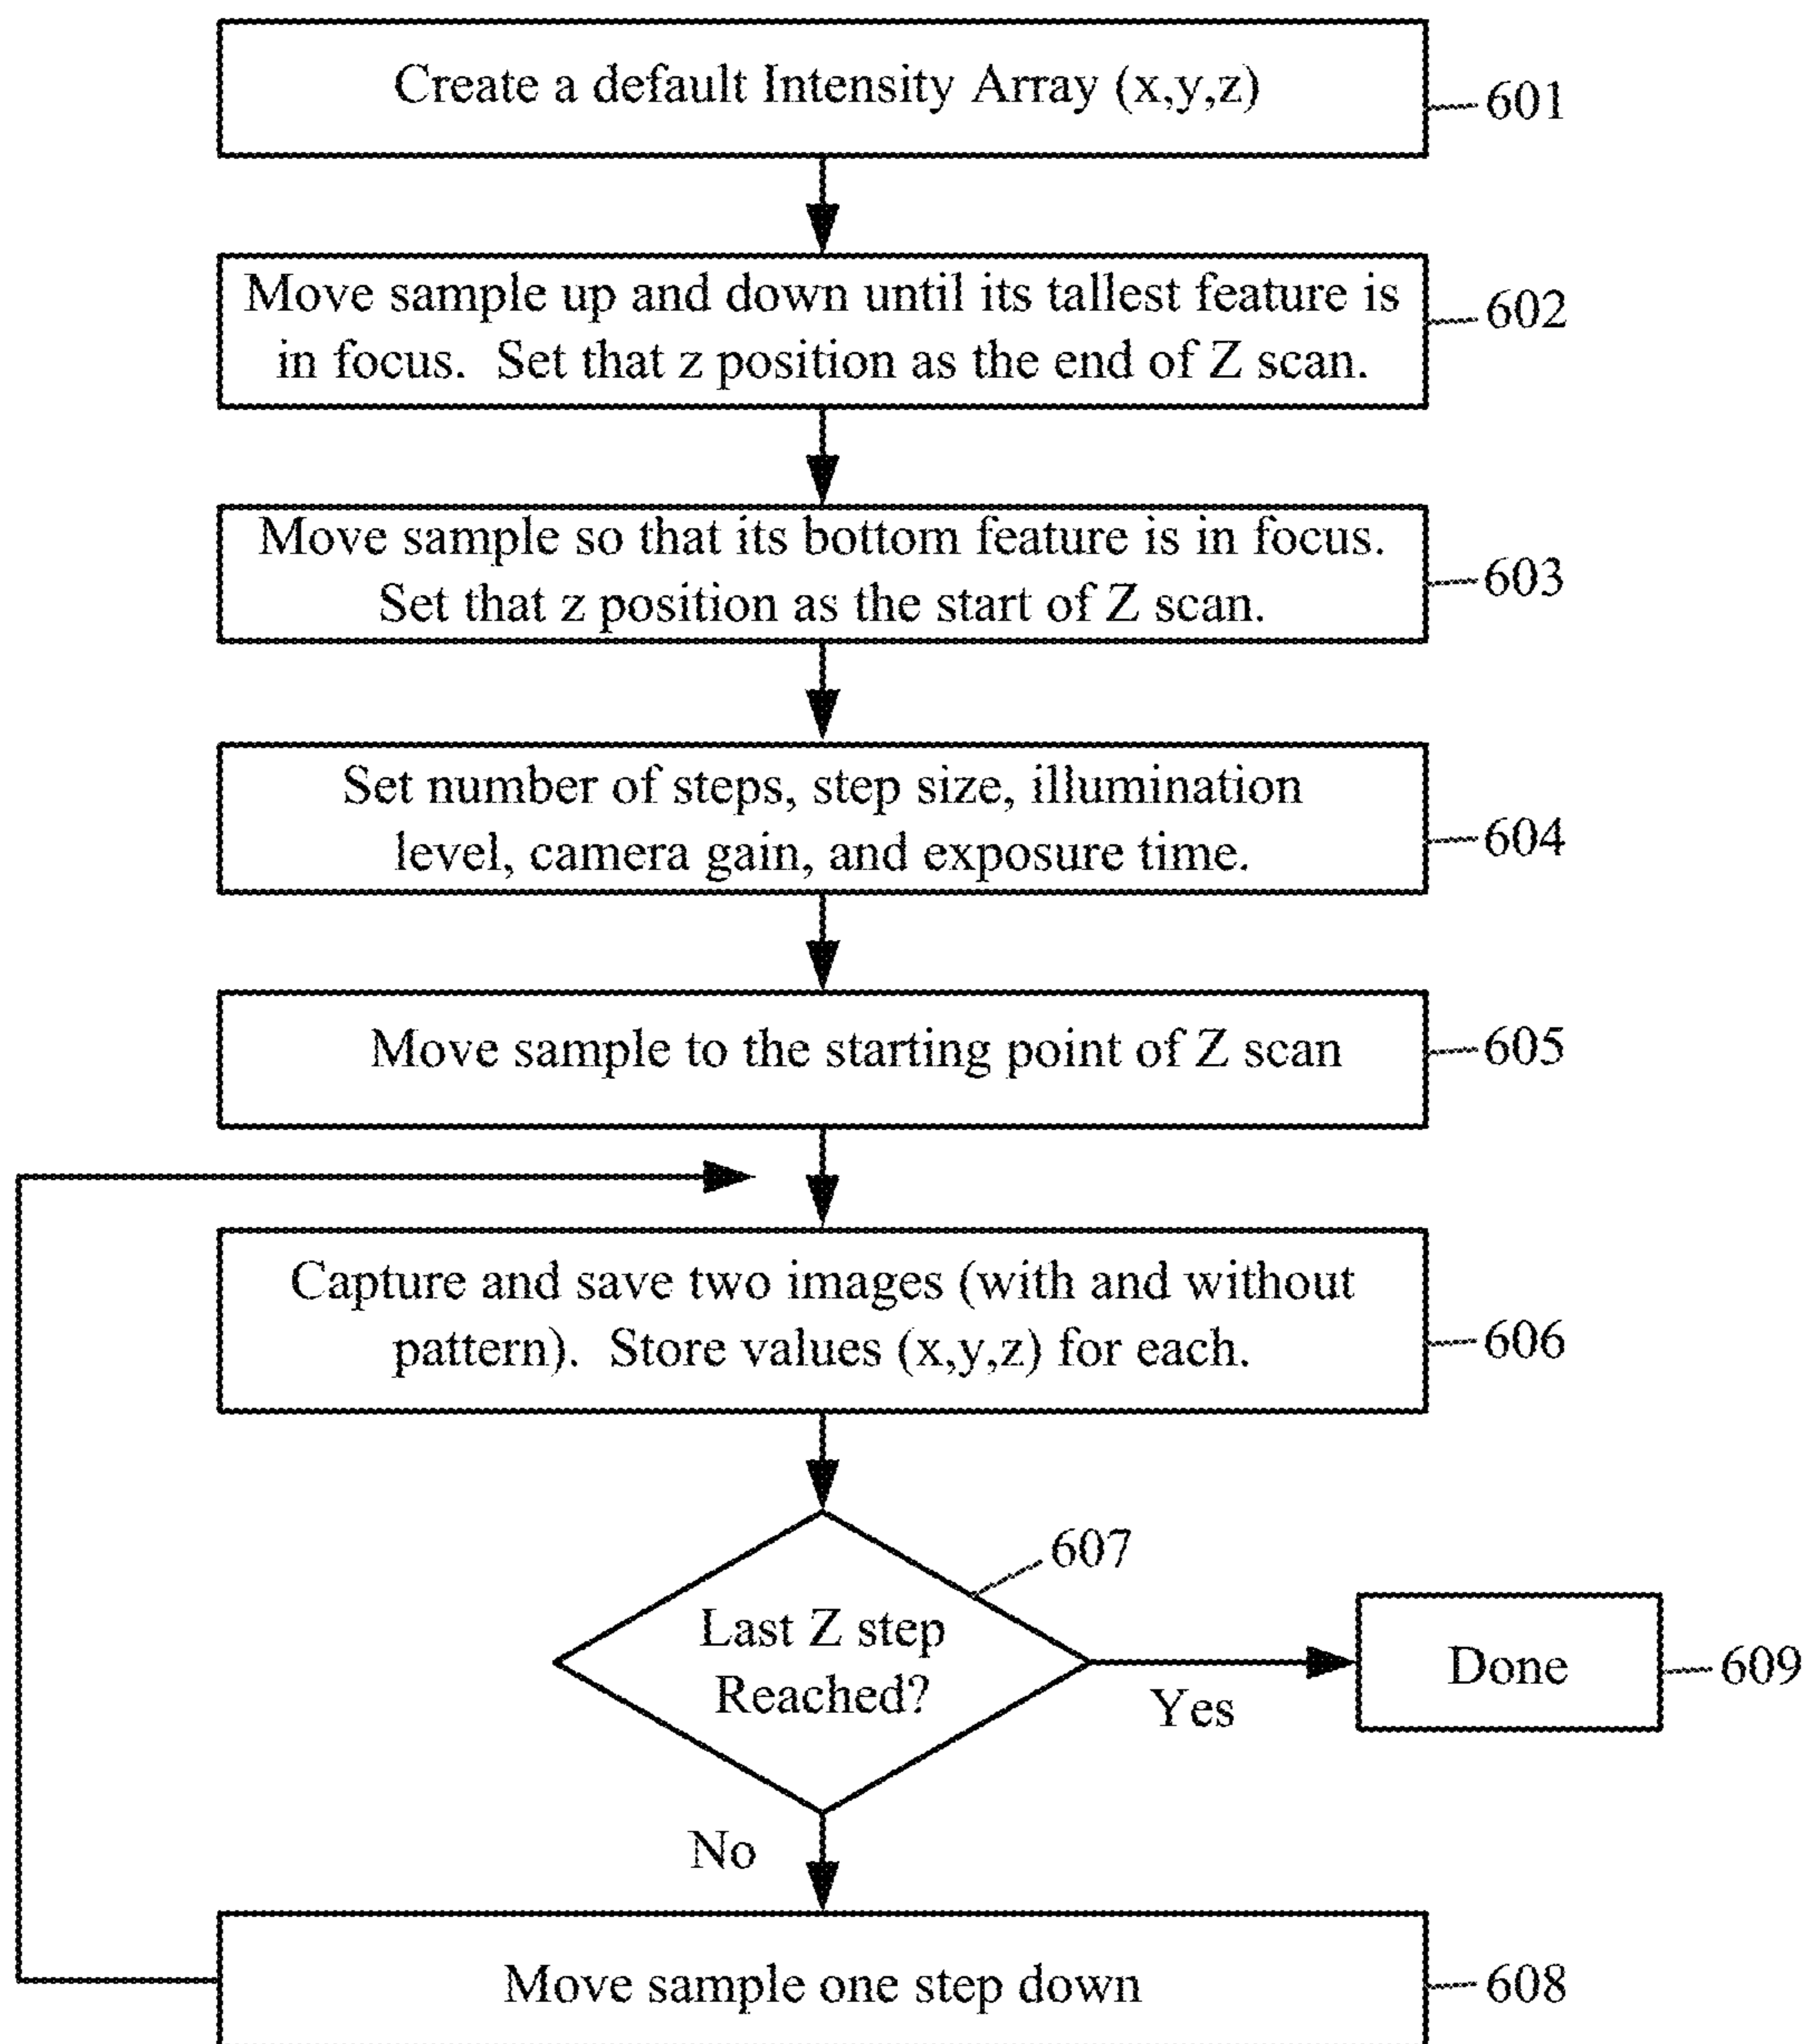 Create a default Intensity Array (x,y,z)
601
Move sample up and down until its tallest feature is
in focus.  Set that z position as the end of Z scan.
602
Move sample so that its bottom feature is in focus.
Set that z position as the start of Z scan.
603
Set number of steps, step size, illumination
level, camera gain, and exposure time.
604
Move sample to the starting point of Z scan
605
Capture and save two images (with and without
pattern).  Store values (x,y,z) for each.
606
607
Last Z step
Reached?
Yes
Done
609
No
Move sample one step down
608